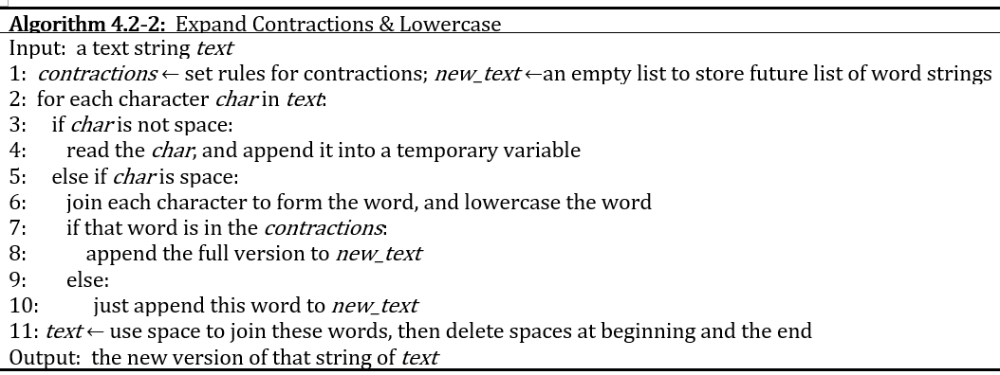 Algorithm 4.2-2: Expand Contractions & Lowercase
Input: a text string text
1: contractions ← set rules for contractions; new_text ←an empty list to store future list of word strings
2: for each character char in text:
3: if char is not space:
4: read the char, and append it into a temporary variable
5: else if char is space:
6: join each character to form the word, and lowercase the word
7: if that word is in the contractions:
8: append the full version to new_text
9: else:
10: just append this word to new_text
11: text ← use space to join these words, then delete spaces at beginning and the end
Output: the new version of that string of text